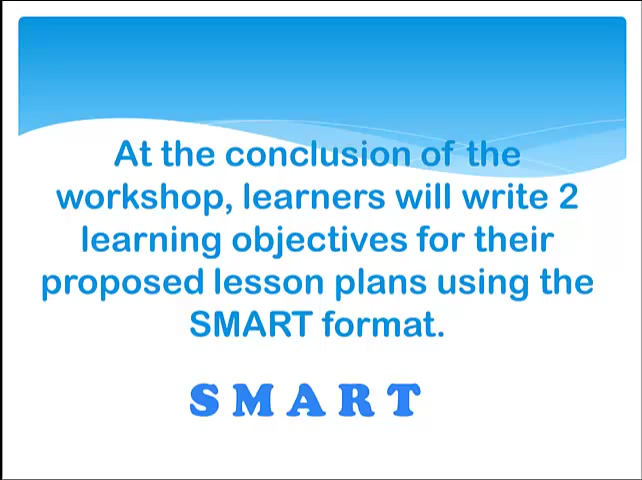 At the conclusion of the
workshop, learners will write 2
learning objectives for their
proposed lesson plans using the
SMART format.
S M A R T